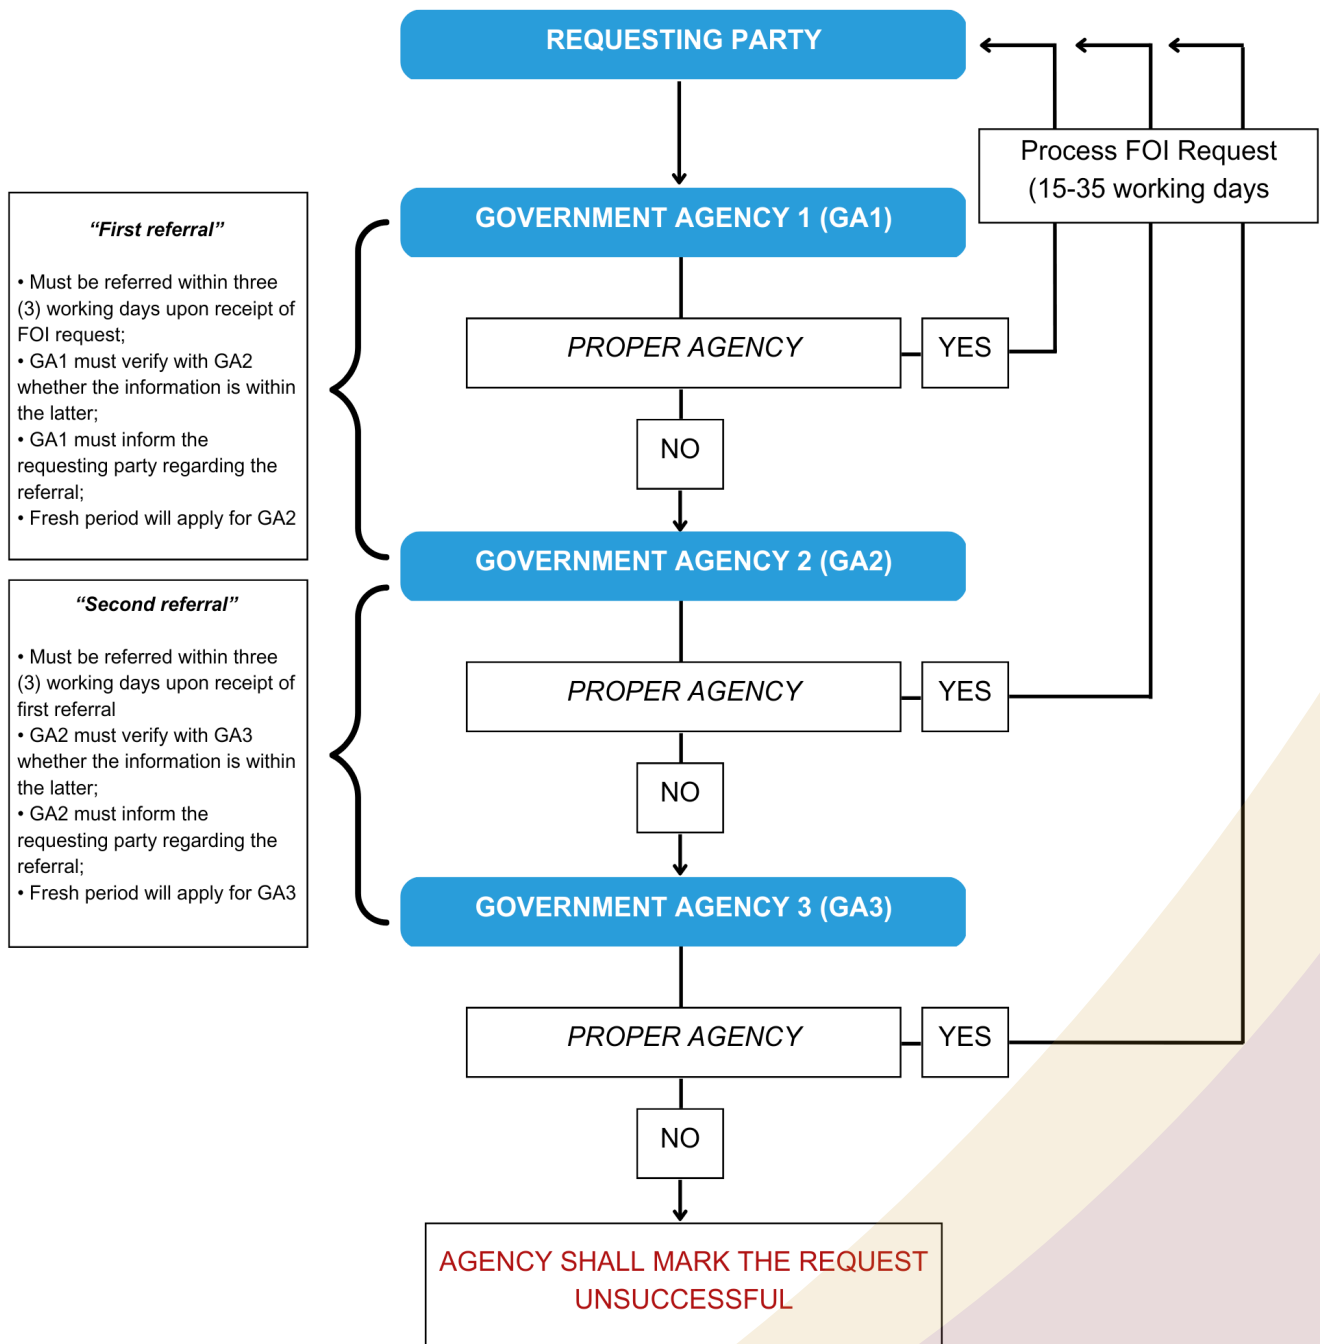 REQUESTING PARTY
Process FOI Request
(15-35 working days
GOVERNMENT AGENCY 1 (GA1)
“First referral”
• Must be referred within three
(3) working days upon receipt of
FOI request;
• GA1 must verify with GA2
whether the information is within
the latter;
• GA1 must inform the
requesting party regarding the
referral;
• Fresh period will apply for GA2
PROPER AGENCY
YES
NO
GOVERNMENT AGENCY 2 (GA2)
“Second referral”
• Must be referred within three
(3) working days upon receipt of
first referral
• GA2 must verify with GA3
whether the information is within
the latter;
• GA2 must inform the
requesting party regarding the
referral;
• Fresh period will apply for GA3
PROPER AGENCY
YES
NO
GOVERNMENT AGENCY 3 (GA3)
PROPER AGENCY
YES
NO
AGENCY SHALL MARK THE REQUEST
UNSUCCESSFUL